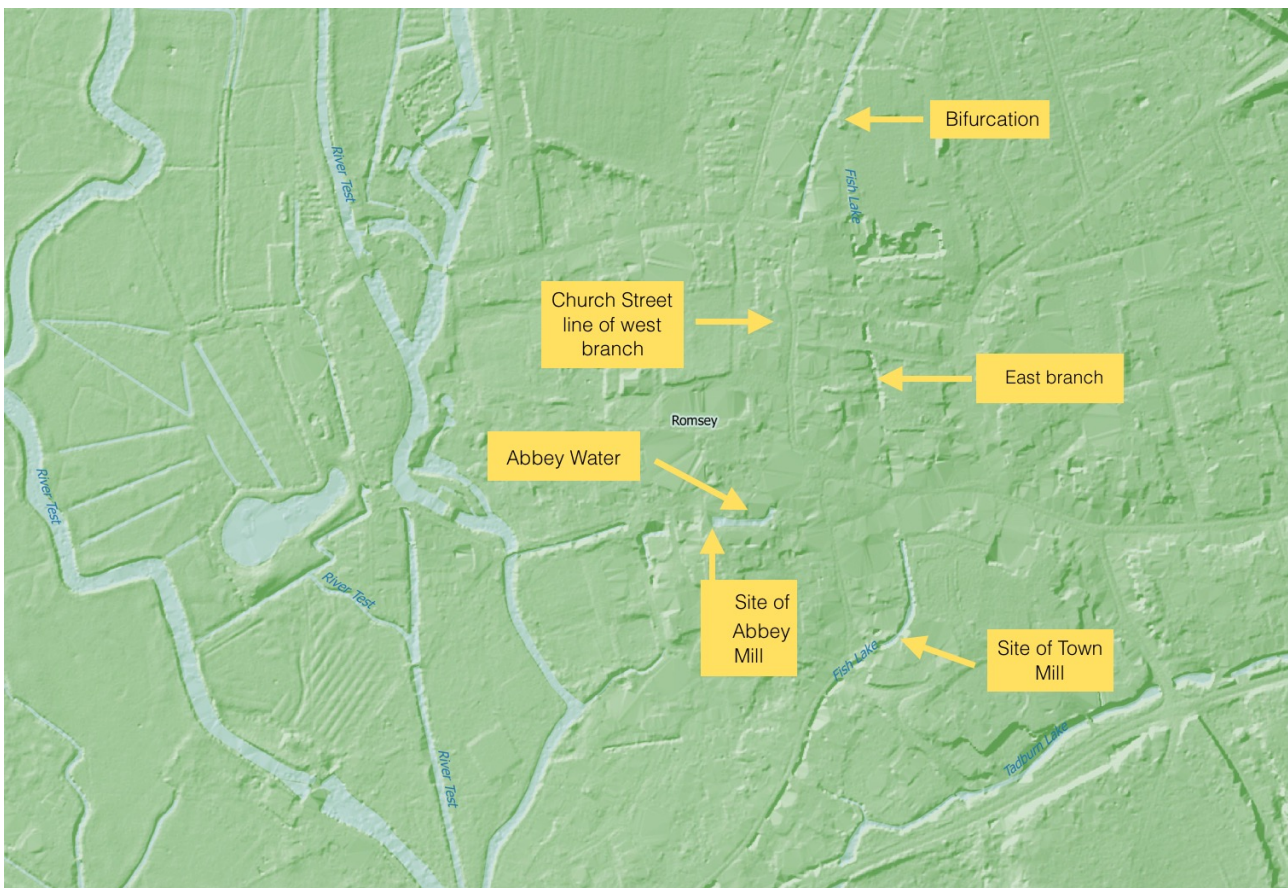 Bifurcation
River Test
Fish Lake
Church Street
line of west
branch
East branch
Romsey
Abbey Water
River Test
River Test
Site of
Abbey
Mill
Fish Lake
Site of Town
Mill
Tadburn Lake
River Test